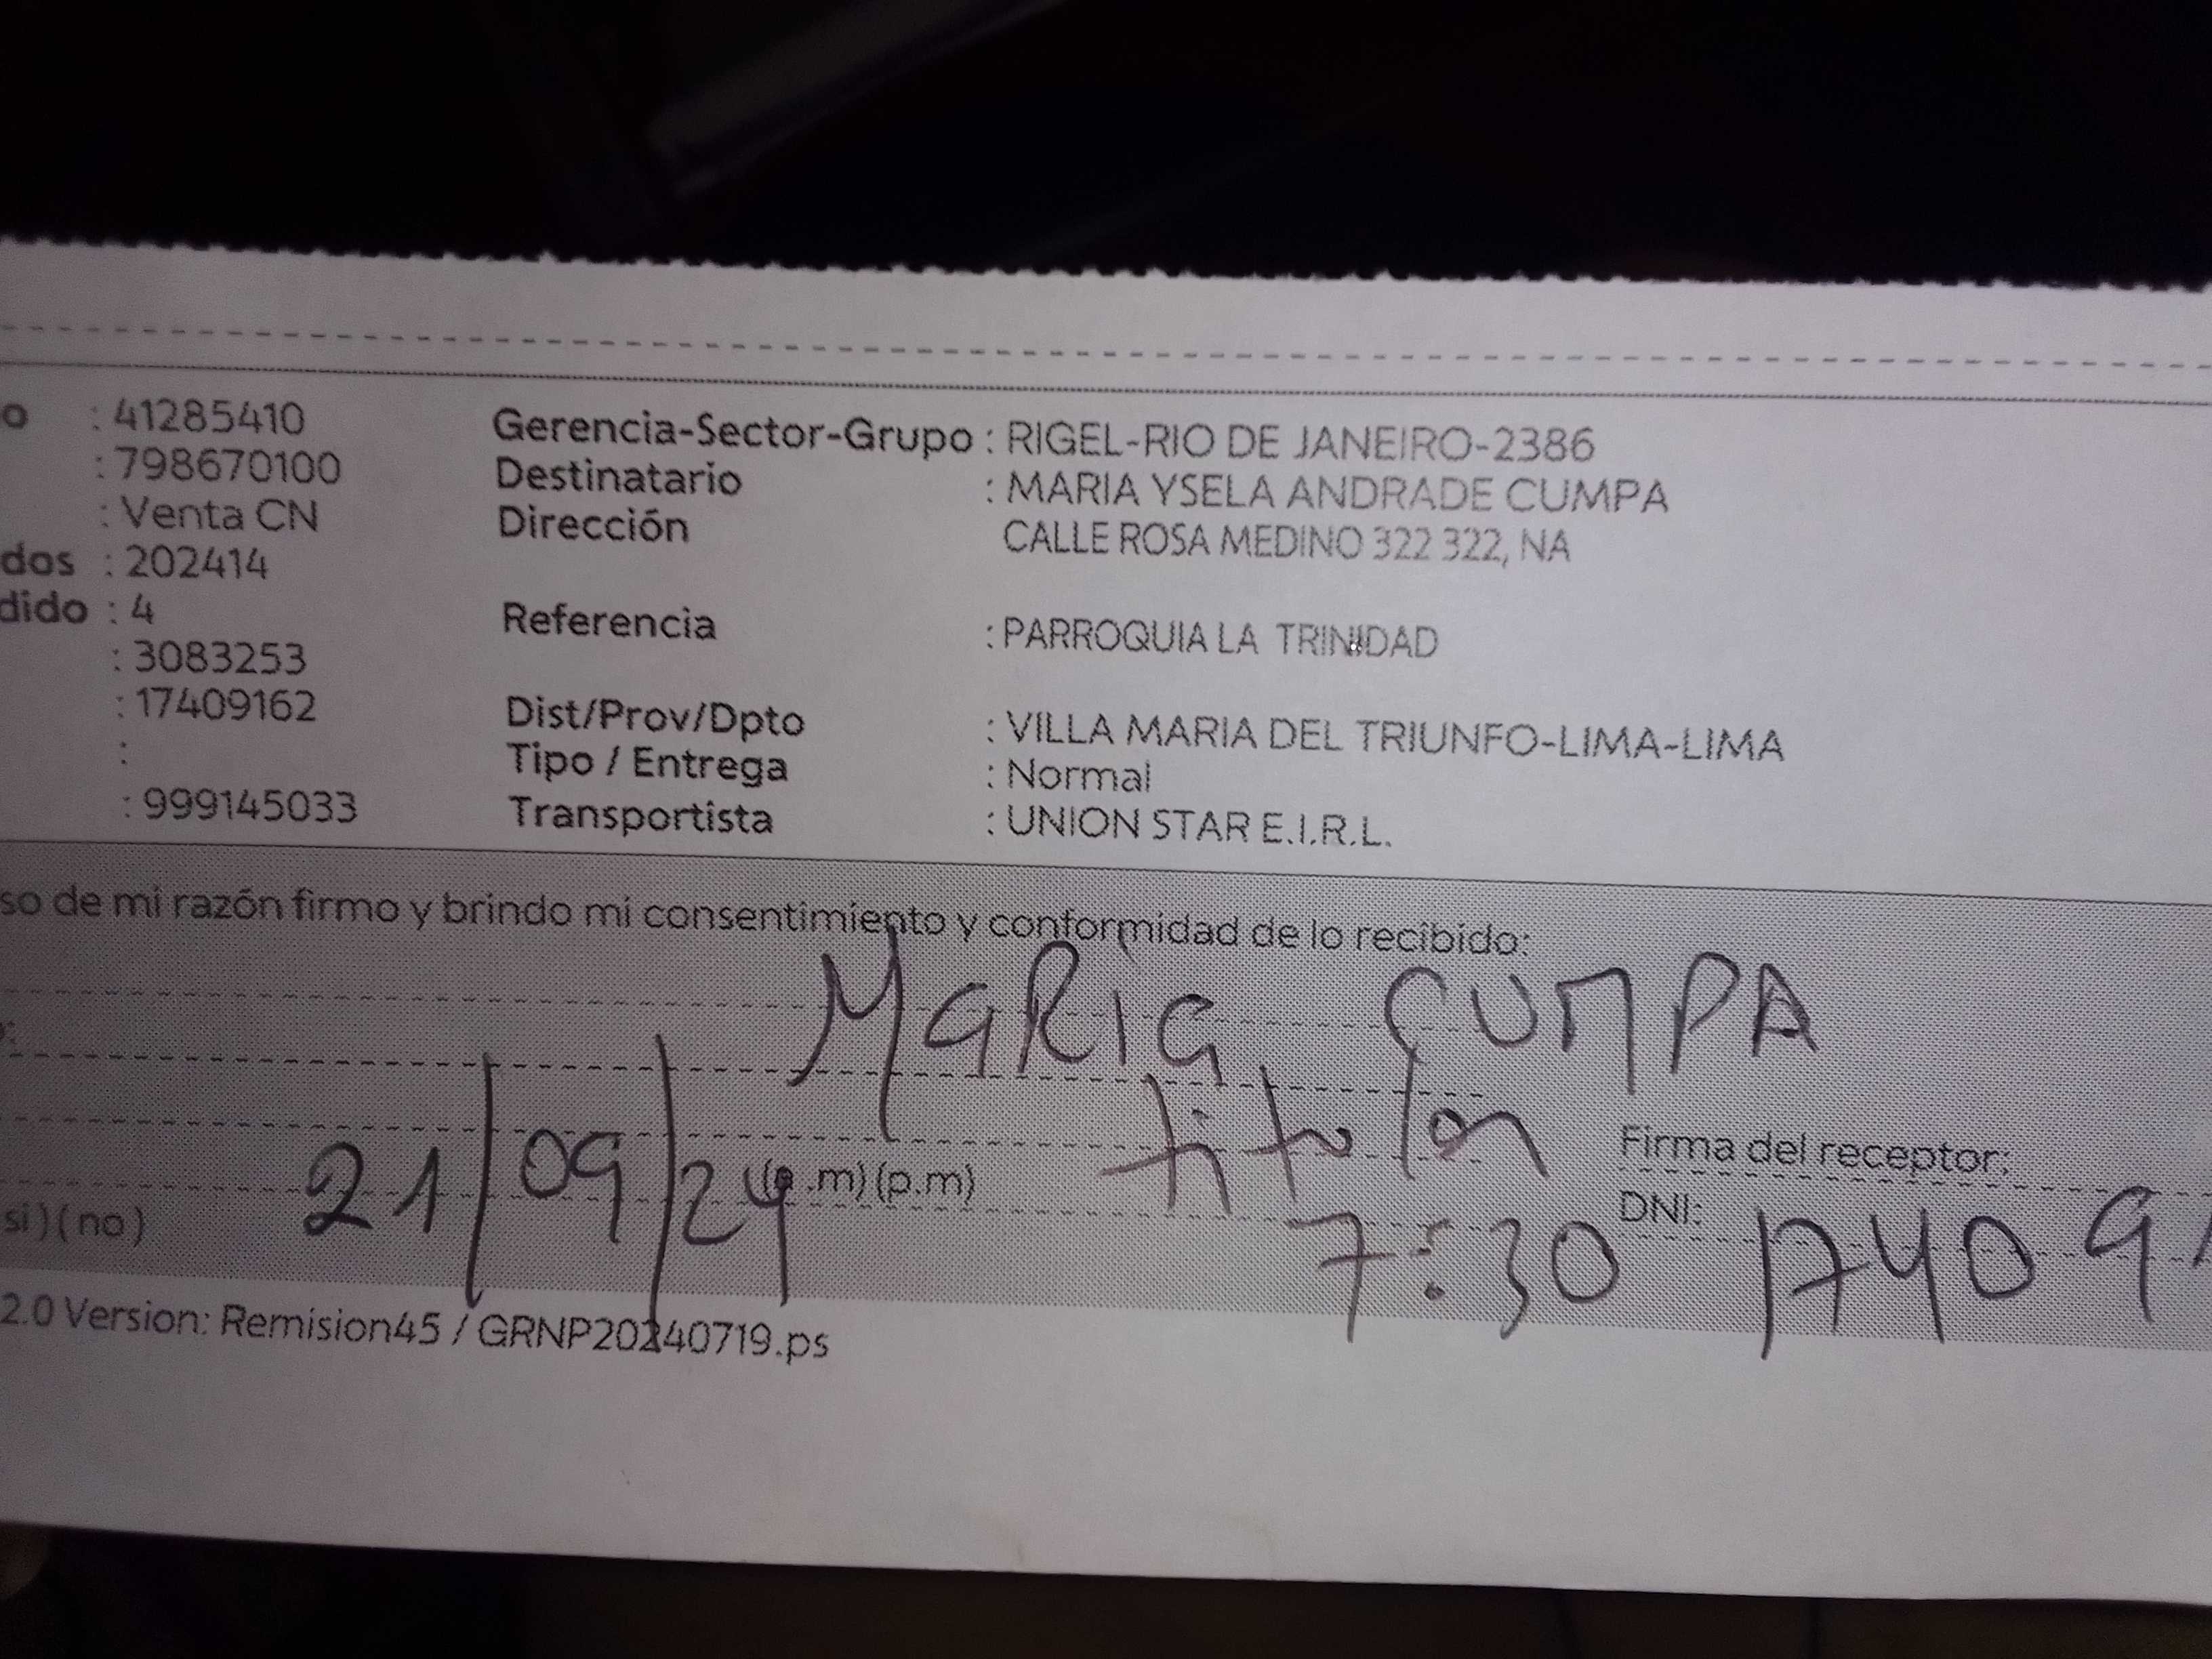 o : 41285410 Gerencia-Sector-Grupo : RIGEL-RIO DE JANEIRO-2386
: 798670100 Destinatario : MARIA YSELA ANDRADE CUMPA
: Venta CN Dirección CALLE ROSA MEDINO 322 322, NA
dos : 202414
dido : 4 Referencia : PARROQUIA LA TRINIDAD
: 3083253
: 17409162 Dist/Prov/Dpto : VILLA MARIA DEL TRIUNFO-LIMA-LIMA
: Tipo / Entrega : Normal
: 999145033 Transportista : UNION STAR E.I.R.L.
so de mi razón firmo y brindo mi consentimiento y conformidad de lo recibido:
MaRia CUMPA
titular Firma del receptor:
21/09/24 (a.m)(p.m)
si)(no) 7:30 DNI: 17409
2.0 Version: Remision45 / GRNP20240719.ps